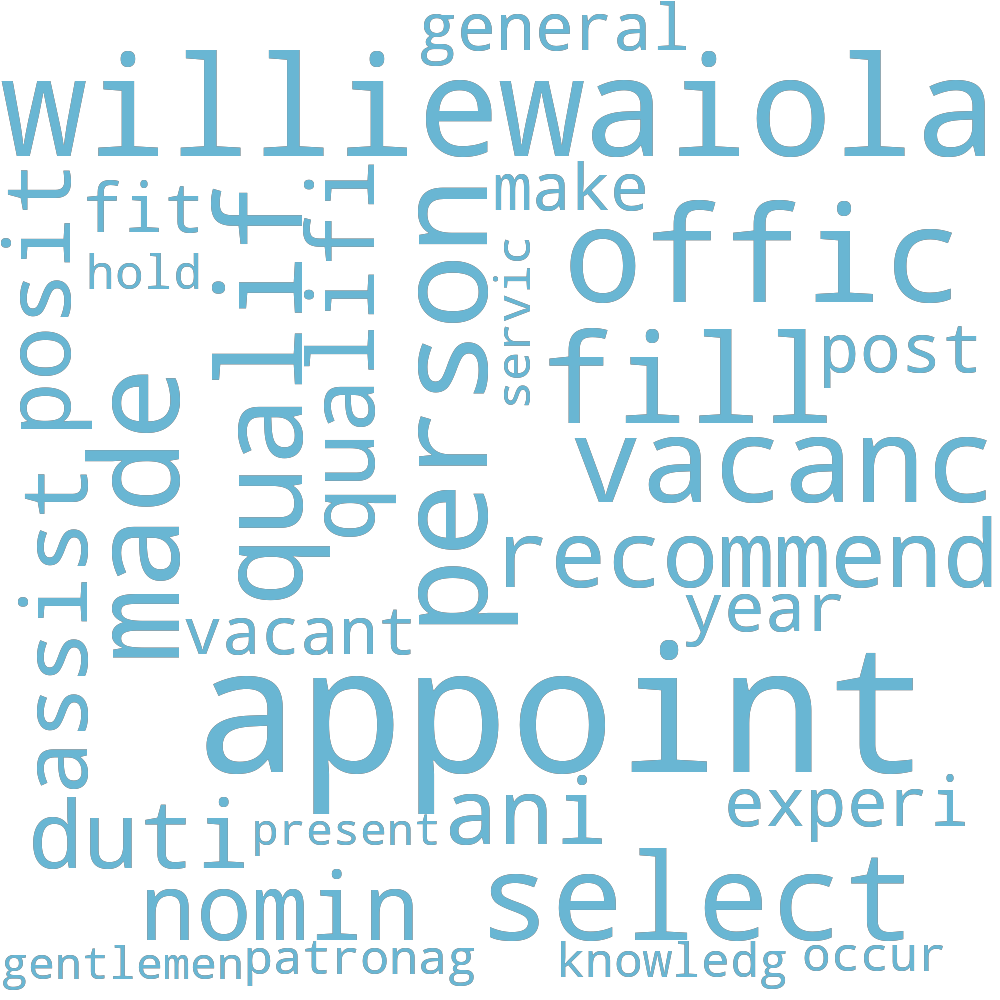 general
williewaiola
posit
fit
hold
qualif
qualifi
person
make
servic
offic
fill
post
vacanc
recommend
made
assist
vacant
year
appoint
duti
present
ani
experi
nomin
select
gentlemen
patronag
knowledg
occur